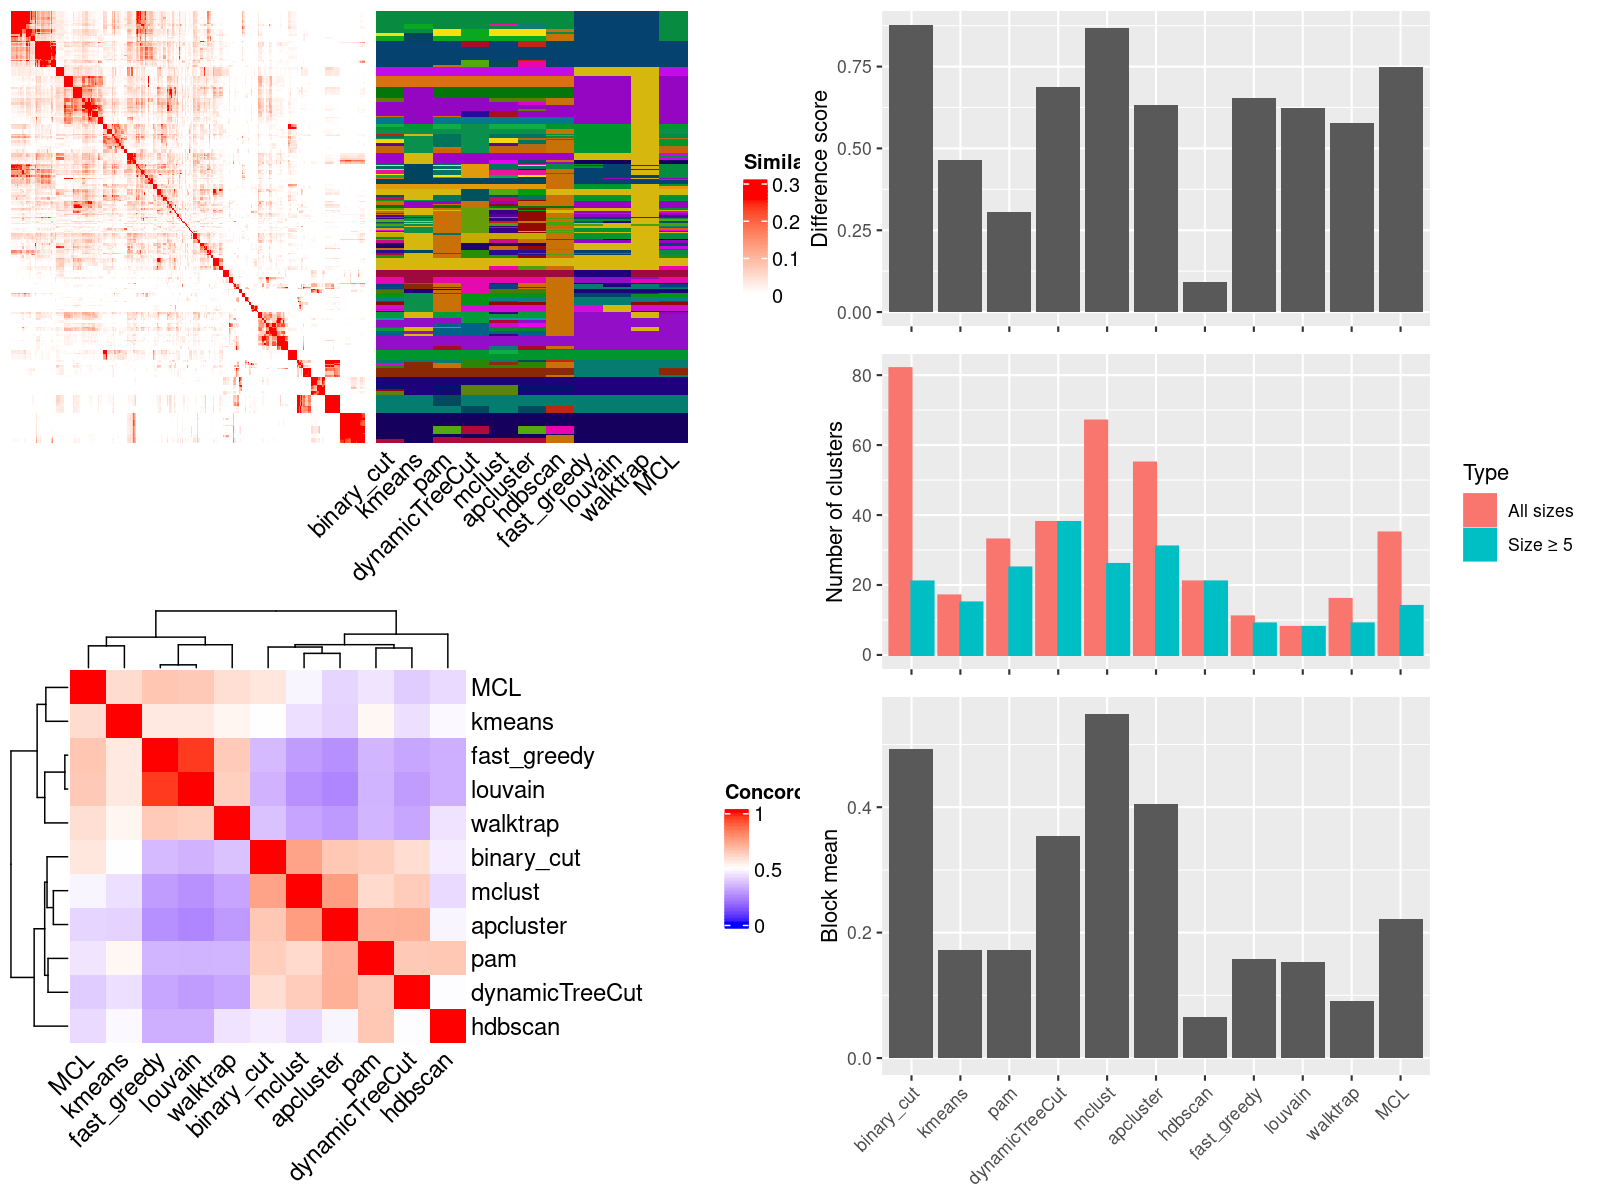 Simila
0.3
0.2
0.1
0
binary_cut
kmeans
pam
dynamicTreeCut
mclust
apcluster
hdbscan
fast_greedy
louvain
walktrap
MCL
Difference score
0.75
0.50
0.25
0.00
Number of clusters
80
60
40
20
0
Type
All sizes
Size ≥ 5
MCL
kmeans
fast_greedy
louvain
walktrap
binary_cut
mclust
apcluster
pam
dynamicTreeCut
hdbscan
MCL
kmeans
fast_greedy
louvain
walktrap
binary_cut
mclust
apcluster
pam
dynamicTreeCut
hdbscan
Concord
1
0.5
0
Block mean
0.4
0.2
0.0
binary_cut
kmeans
pam
dynamicTreeCut
mclust
apcluster
hdbscan
fast_greedy
louvain
walktrap
MCL